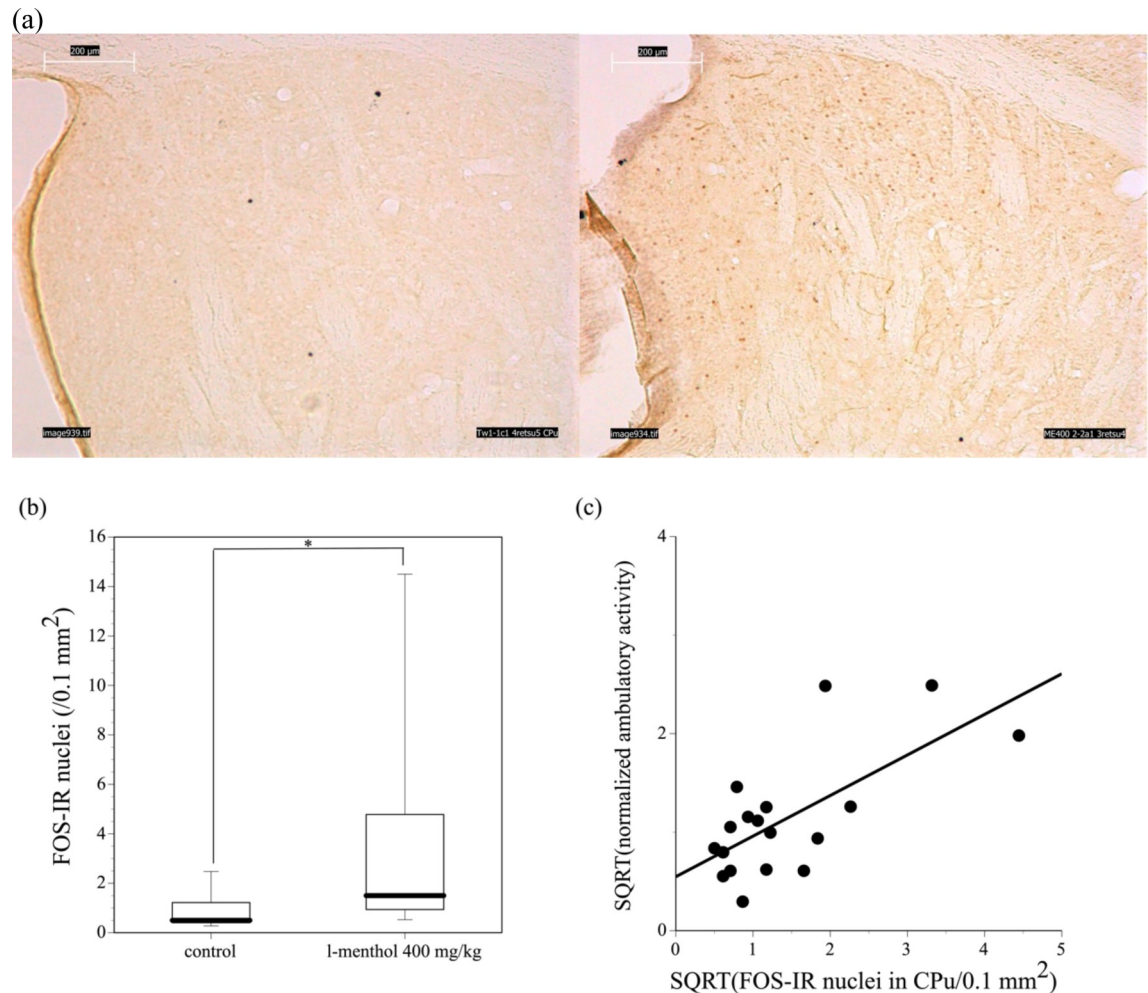 (a)
200 µm
200 µm
image939.tif
Tw1-1c1 4retsu5 CPu
image934.tif
ME400 2-2a1 3retsu4
(b)
FOS-IR nuclei (/0.1 mm²)
16
14
12
10
8
6
4
2
0
*
control
l-menthol 400 mg/kg
(c)
SQRT(normalized ambulatory activity)
4
2
0
0 1 2 3 4 5
SQRT(FOS-IR nuclei in CPu/0.1 mm²)